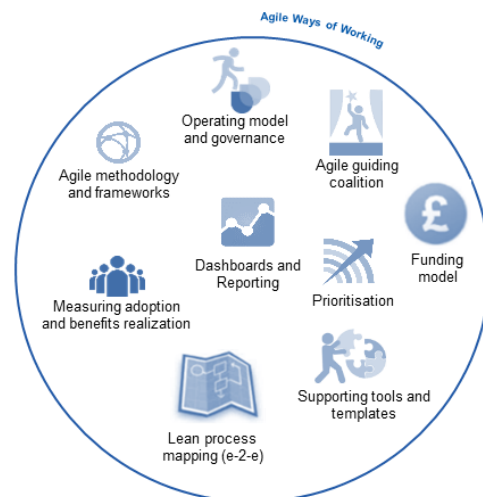 Agile Ways of Working
Operating model
and governance
Agile guiding
coalition
Agile methodology
and frameworks
£
Funding
model
Dashboards and
Reporting
Prioritisation
Measuring adoption
and benefits realization
Supporting tools and
templates
Lean process
mapping (e-2-e)